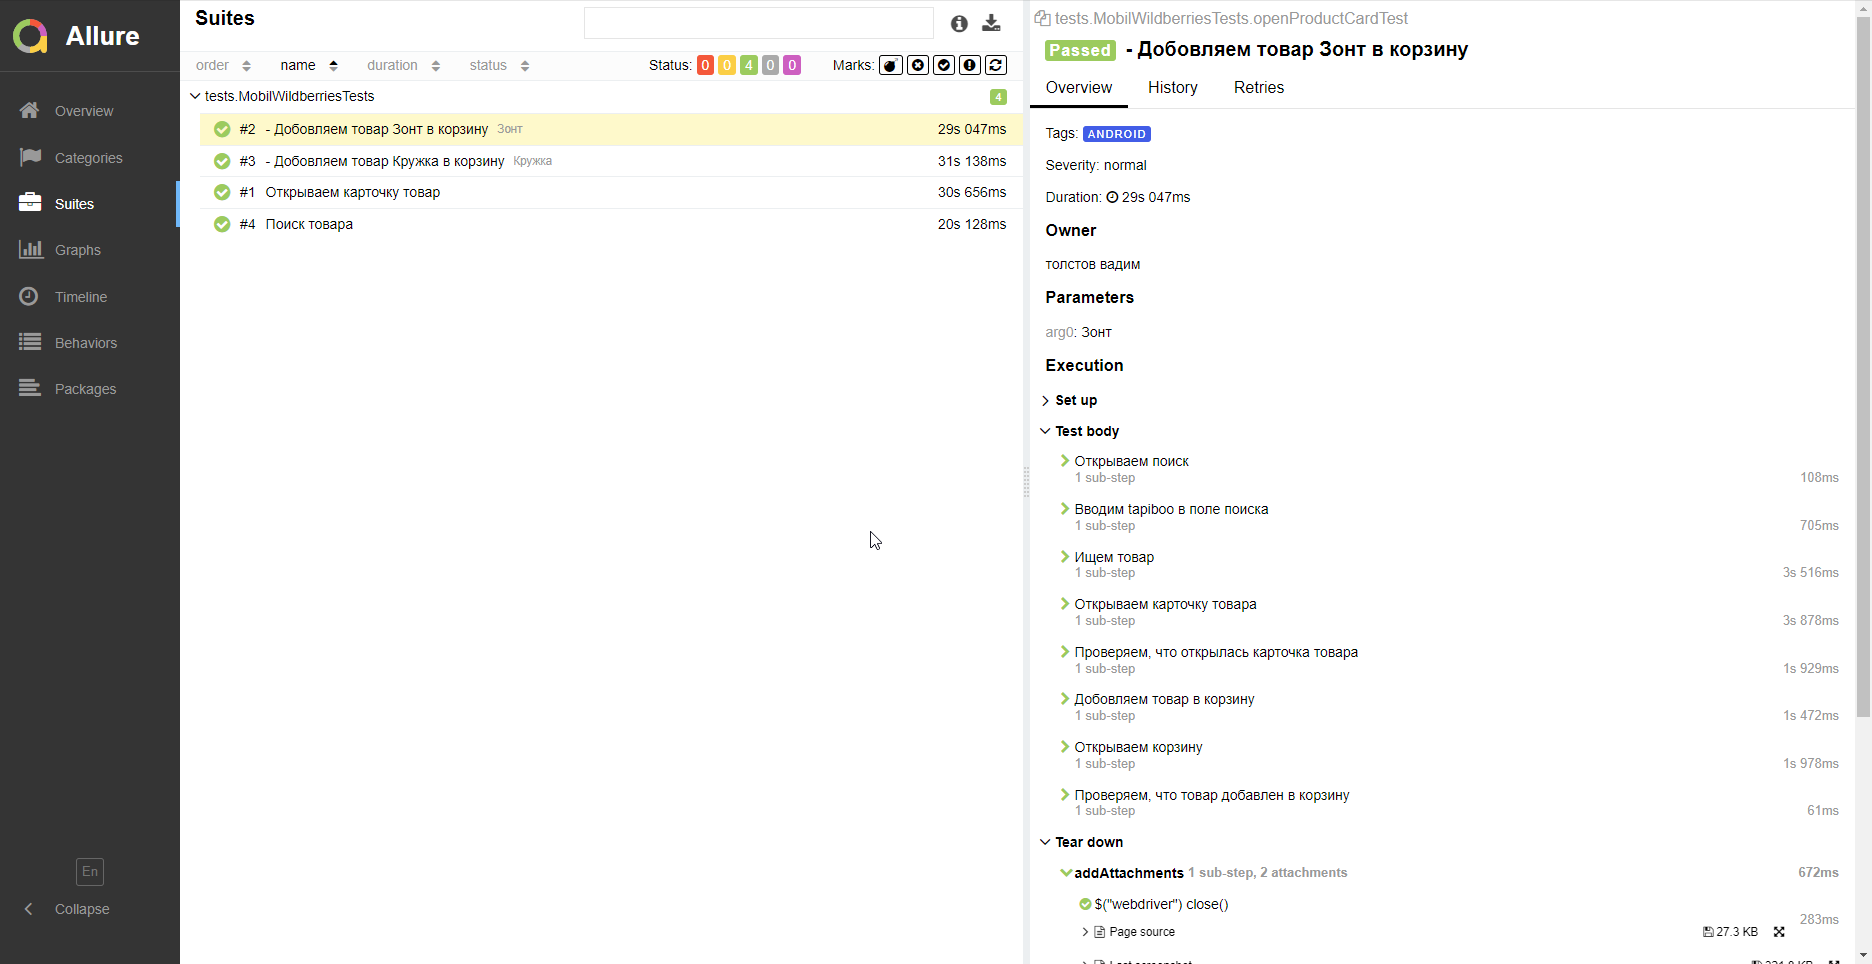 Allure
Overview
Categories
Suites
Graphs
Timeline
Behaviors
Packages
En
Collapse
Suites
order name duration status
Status: 0 0 4 0 0 Marks:
tests.MobilWildberriesTests 4
#2 - Добовляем товар Зонт в корзину Зонт 29s 047ms
#3 - Добовляем товар Кружка в корзину Кружка 31s 138ms
#1 Открываем карточку товар 30s 656ms
#4 Поиск товара 20s 128ms
tests.MobilWildberriesTests.openProductCardTest
Passed - Добовляем товар Зонт в корзину
Overview History Retries
Tags: ANDROID
Severity: normal
Duration: 29s 047ms
Owner
толстов вадим
Parameters
arg0: Зонт
Execution
Set up
Test body
Открываем поиск
1 sub-step 108ms
Вводим tapiboo в поле поиска
1 sub-step 705ms
Ищем товар
1 sub-step 3s 516ms
Открываем карточку товара
1 sub-step 3s 878ms
Проверяем, что открылась карточка товара
1 sub-step 1s 929ms
Добовляем товар в корзину
1 sub-step 1s 472ms
Открываем корзину
1 sub-step 1s 978ms
Проверяем, что товар добавлен в корзину
1 sub-step 61ms
Tear down
addAttachments 1 sub-step, 2 attachments 672ms
$("webdriver") close()
283ms
Page source 27.3 KB
Last screenshot